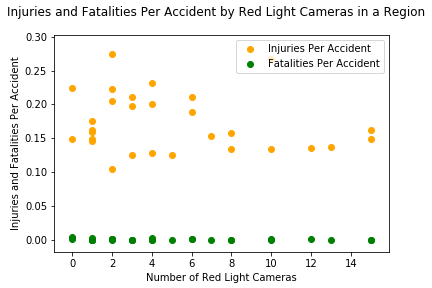 Injuries and Fatalities Per Accident by Red Light Cameras in a Region
Injuries Per Accident
Fatalities Per Accident
Injuries and Fatalities Per Accident
0.30
0.25
0.20
0.15
0.10
0.05
0.00
0 2 4 6 8 10 12 14
Number of Red Light Cameras